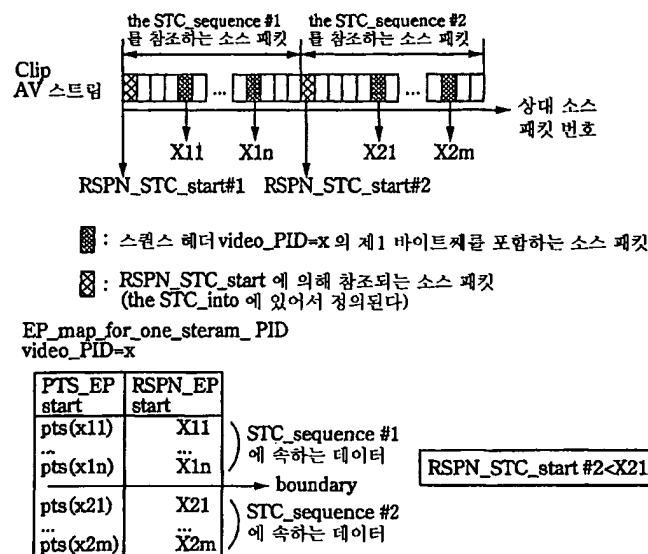 the STC_sequence #1
를 참조하는 소스 패킷
the STC_sequence #2
를 참조하는 소스 패킷
Clip
AV 스트림
...
...
상대 소스
패킷 번호
X11
X1n
X21
X2m
RSPN_STC_start#1
RSPN_STC_start#2
: 스퀀스 헤더 video_PID=x 의 제1 바이트째를 포함하는 소스 패킷
: RSPN_STC_start 에 의해 참조되는 소스 패킷
(the STC_into 에 있어서 정의된다)
EP_map_for_one_steram_ PID
video_PID=x
PTS_EP
start
RSPN_EP
start
pts(x11) X11
... ...
pts(x1n) X1n
STC_sequence #1
에 속하는 데이터
boundary
pts(x21) X21
... ...
pts(x2m) X2m
STC_sequence #2
에 속하는 데이터
RSPN_STC_start #2<X21